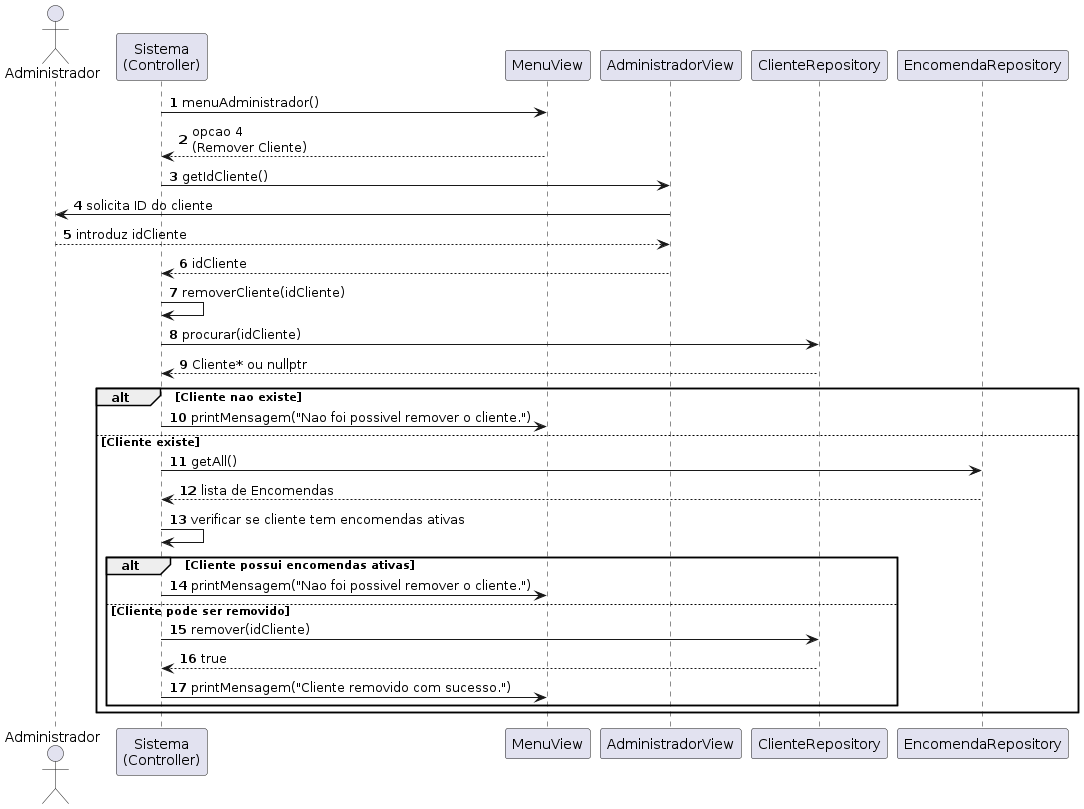 Administrador
Sistema
(Controller)
MenuView
AdministradorView
ClienteRepository
EncomendaRepository
1 menuAdministrador()
2 opcao 4
(Remover Cliente)
3 getIdCliente()
4 solicita ID do cliente
5 introduz idCliente
6 idCliente
7 removerCliente(idCliente)
8 procurar(idCliente)
9 Cliente* ou nullptr
alt [Cliente nao existe]
10 printMensagem("Nao foi possivel remover o cliente.")
[Cliente existe]
11 getAll()
12 lista de Encomendas
13 verificar se cliente tem encomendas ativas
alt [Cliente possui encomendas ativas]
14 printMensagem("Nao foi possivel remover o cliente.")
[Cliente pode ser removido]
15 remover(idCliente)
16 true
17 printMensagem("Cliente removido com sucesso.")
Administrador
Sistema
(Controller)
MenuView
AdministradorView
ClienteRepository
EncomendaRepository